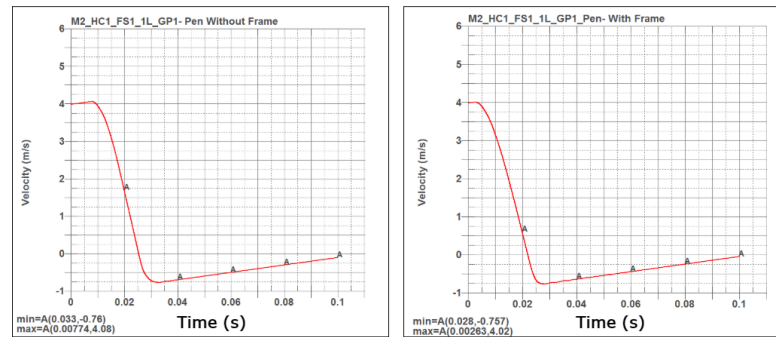 M2_HC1_FS1_1L_GP1- Pen Without Frame
6
5
4
3
2
1
0
-1
Velocity (m/s)
A
A
A
A
A
0
0.02
0.04
0.06
0.08
0.1
min=A(0.033,-0.76)
max=A(0.00774,4.08)
Time (s)
M2_HC1_FS1_1L_GP1_Pen- With Frame
6
5
4
3
2
1
0
-1
Velocity (m/s)
A
A
A
A
A
0
0.02
0.04
0.06
0.08
0.1
min=A(0.028,-0.757)
max=A(0.00263,4.02)
Time (s)